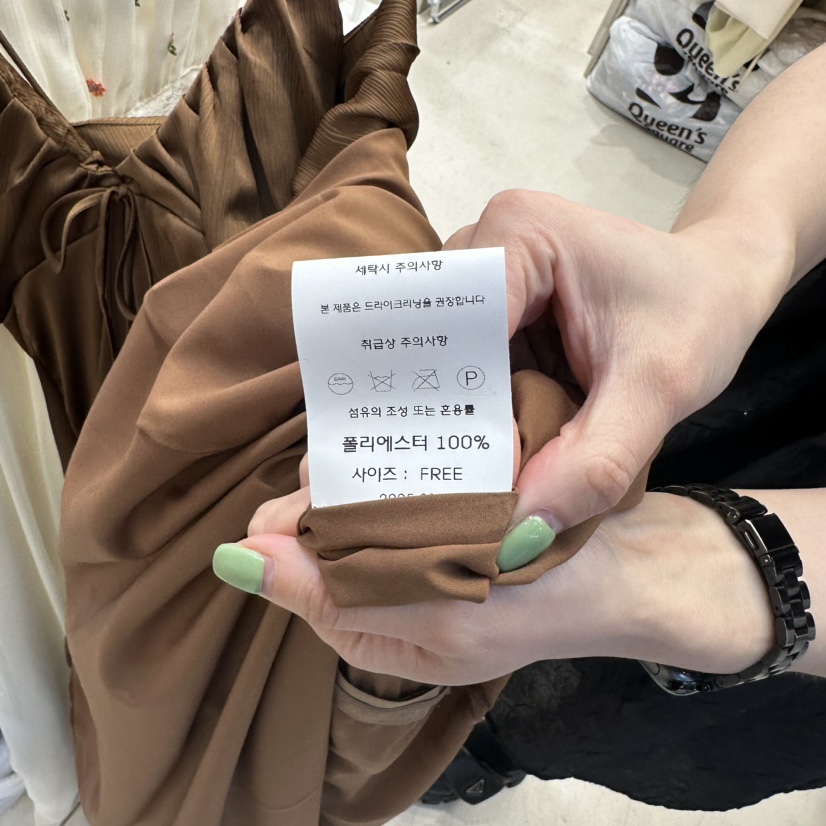 Queen's
Queen's
Square
세탁시 주의사항
본 제품은 드라이크리닝을 권장합니다
취급상 주의사항
P
섬유의 조성 또는 혼용률
폴리에스터 100%
사이즈 : FREE